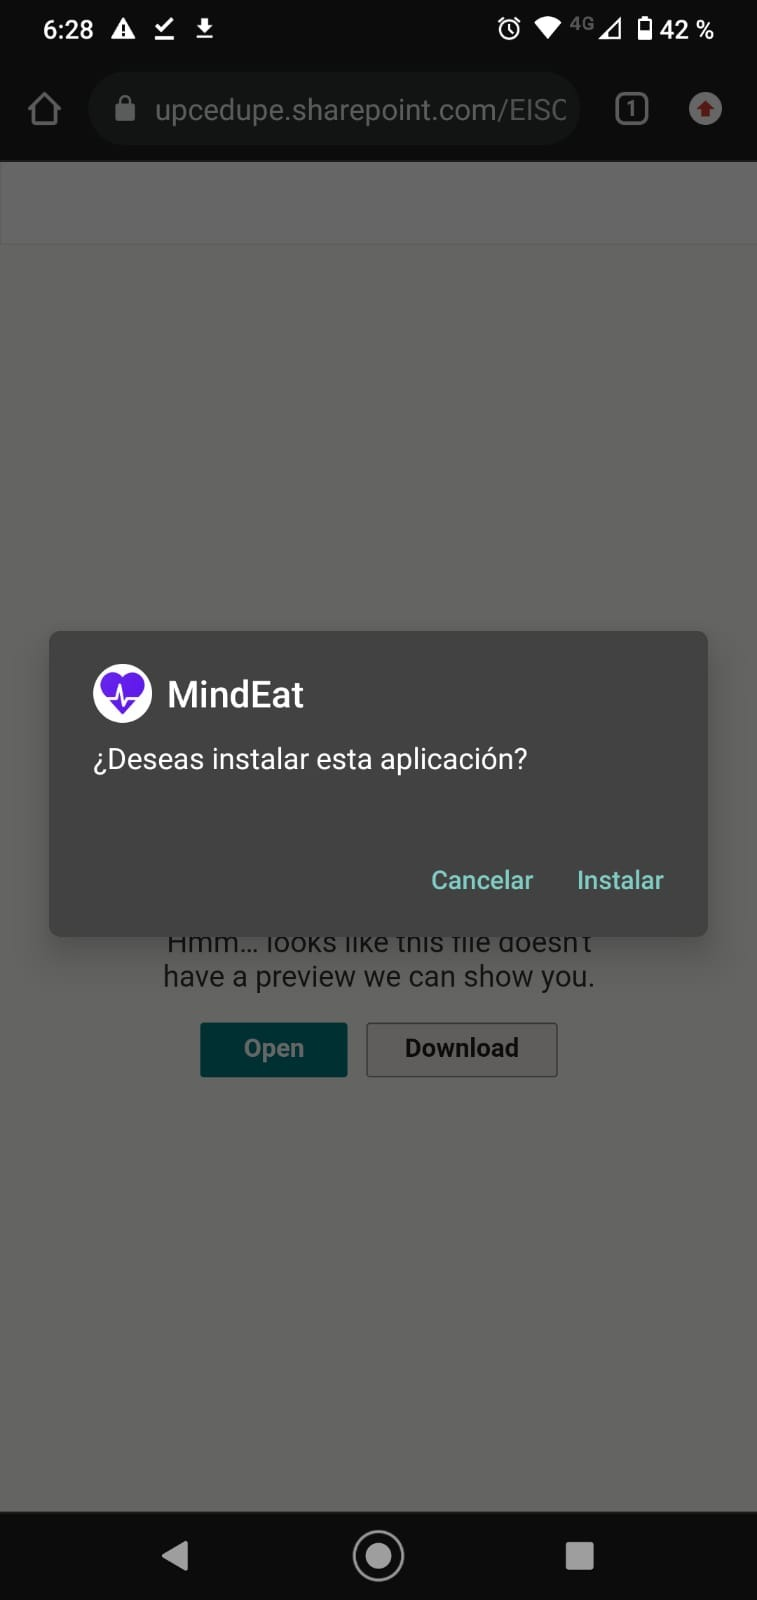 6:28
4G
42 %
upcedupe.sharepoint.com/EISC
1
MindEat
¿Deseas instalar esta aplicación?
Cancelar Instalar
Hmm... looks like this file doesn't
have a preview we can show you.
Open Download